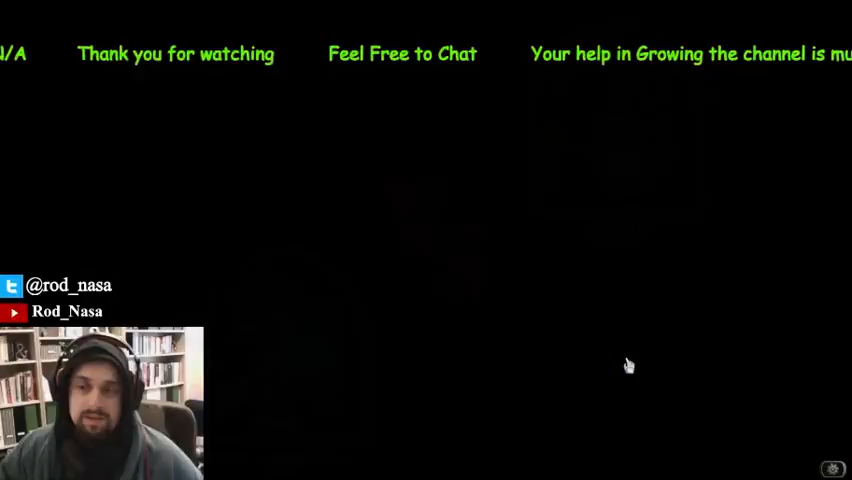 N/A Thank you for watching Feel Free to Chat Your help in Growing the channel is mu
@rod_nasa
Rod_Nasa